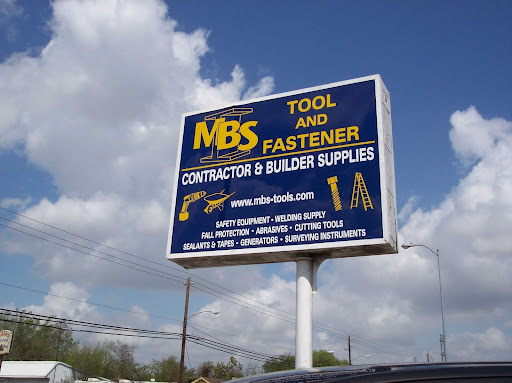 MBS
TOOL
AND
FASTENER
CONTRACTOR & BUILDER SUPPLIES
www.mbs-tools.com
SAFETY EQUIPMENT • WELDING SUPPLY
FALL PROTECTION • ABRASIVES • CUTTING TOOLS
SEALANTS & TAPES • GENERATORS • SURVEYING INSTRUMENTS